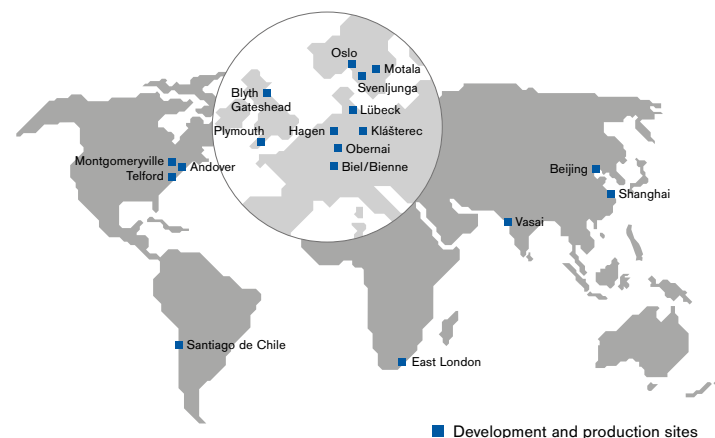 Oslo
Motala
Svenljunga
Blyth
Gateshead
Lübeck
Plymouth
Hagen
Klášterec
Obernai
Montgomeryville
Andover
Biel/Bienne
Beijing
Telford
Shanghai
Vasai
Santiago de Chile
East London
Development and production sites